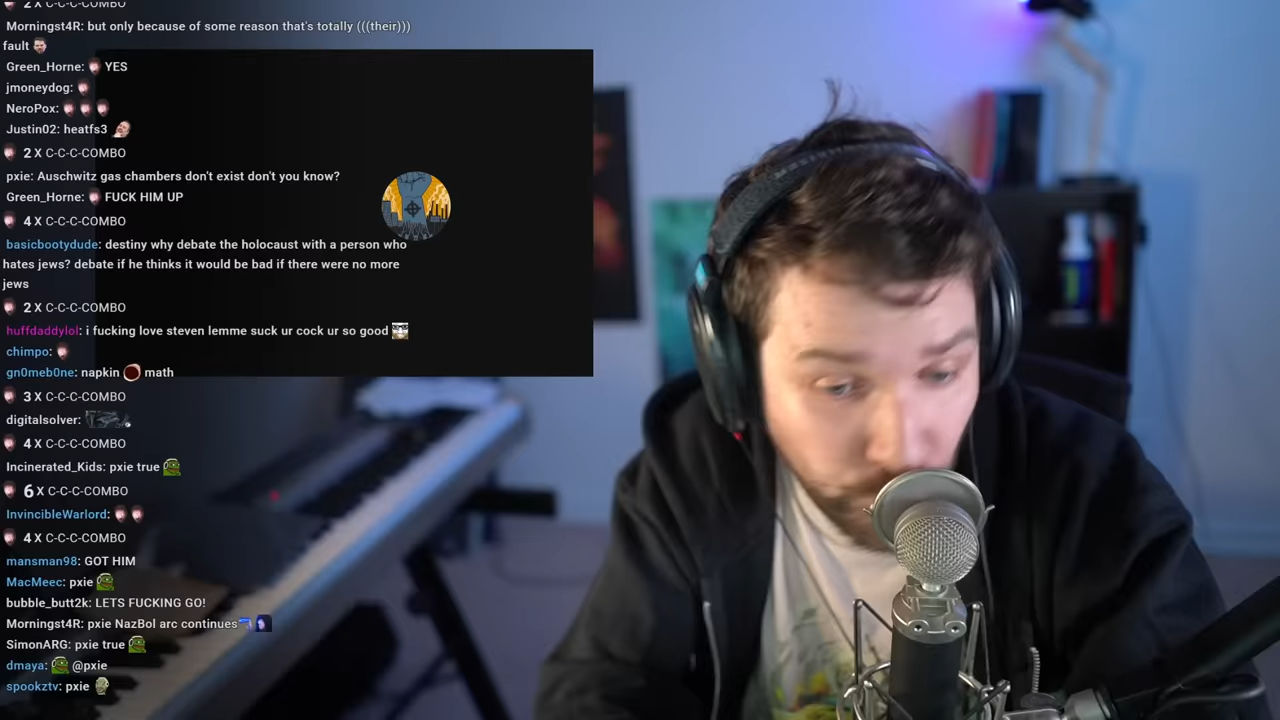 2 X C-C-C-COMBO
Morningst4R: but only because of some reason that's totally (((their)))
fault
Green_Horne: YES
jmoneydog:
NeroPox:
Justin02: heatfs3
2 X C-C-C-COMBO
pxie: Auschwitz gas chambers don't exist don't you know?
Green_Horne: FUCK HIM UP
4 X C-C-C-COMBO
basicbootydude: destiny why debate the holocaust with a person who
hates jews? debate if he thinks it would be bad if there were no more
jews
2 X C-C-C-COMBO
huffdaddylol: i fucking love steven lemme suck ur cock ur so good
chimpo:
gn0meb0ne: napkin math
3 X C-C-C-COMBO
digitalsolver:
4 X C-C-C-COMBO
Incinerated_Kids: pxie true
6 X C-C-C-COMBO
InvincibleWarlord:
4 X C-C-C-COMBO
mansman98: GOT HIM
MacMeec: pxie
bubble_butt2k: LETS FUCKING GO!
Morningst4R: pxie NazBol arc continues
SimonARG: pxie true
dmaya: @pxie
spookztv: pxie